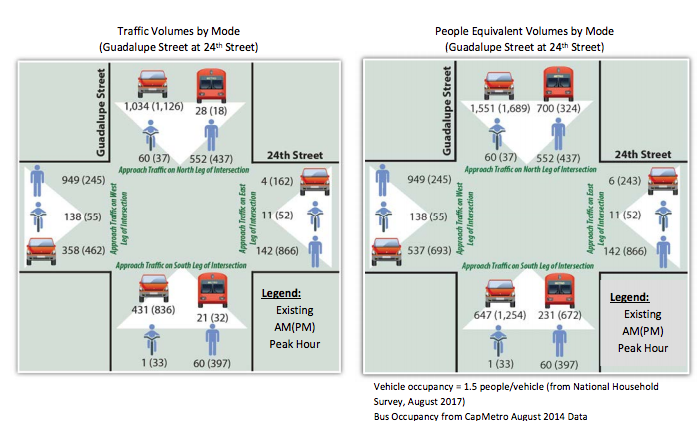 Traffic Volumes by Mode
(Guadalupe Street at 24th Street)
Guadalupe Street
1,034 (1,126)
28 (18)
60 (37)
552 (437)
Approach Traffic on North Leg of Intersection
24th Street
949 (245)
138 (55)
358 (462)
Approach Traffic on West
Leg of Intersection
Approach Traffic on East
Leg of Intersection
4 (162)
11 (52)
142 (866)
Approach Traffic on South Leg of Intersection
431 (836)
21 (32)
1 (33)
60 (397)
Legend:
Existing
AM(PM)
Peak Hour
People Equivalent Volumes by Mode
(Guadalupe Street at 24th Street)
Guadalupe Street
1,551 (1,689)
700 (324)
60 (37)
552 (437)
Approach Traffic on North Leg of Intersection
24th Street
949 (245)
138 (55)
537 (693)
Approach Traffic on West
Leg of Intersection
Approach Traffic on East
Leg of Intersection
6 (243)
11 (52)
142 (866)
Approach Traffic on South Leg of Intersection
647 (1,254)
231 (672)
1 (33)
60 (397)
Legend:
Existing
AM(PM)
Peak Hour
Vehicle occupancy = 1.5 people/vehicle (from National Household
Survey, August 2017)
Bus Occupancy from CapMetro August 2014 Data